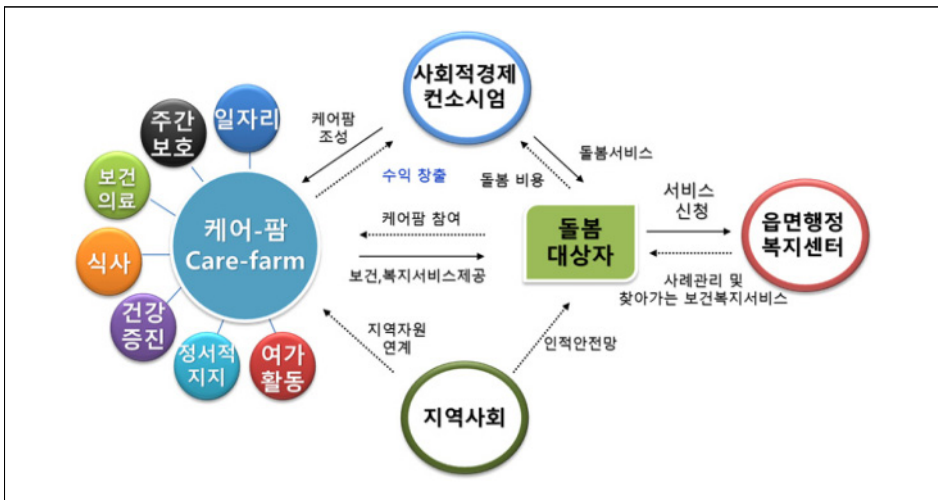 사회적경제
컨소시엄
일자리
주간
보호
보건
의료
식사
건강
증진
정서적
지지
여가
활동
케어-팜
Care-farm
케어팜
조성
수익 창출
돌봄서비스
돌봄 비용
케어팜 참여
보건,복지서비스제공
돌봄
대상자
서비스
신청
읍면행정
복지센터
사례관리 및
찾아가는 보건복지서비스
지역자원
연계
인적안전망
지역사회